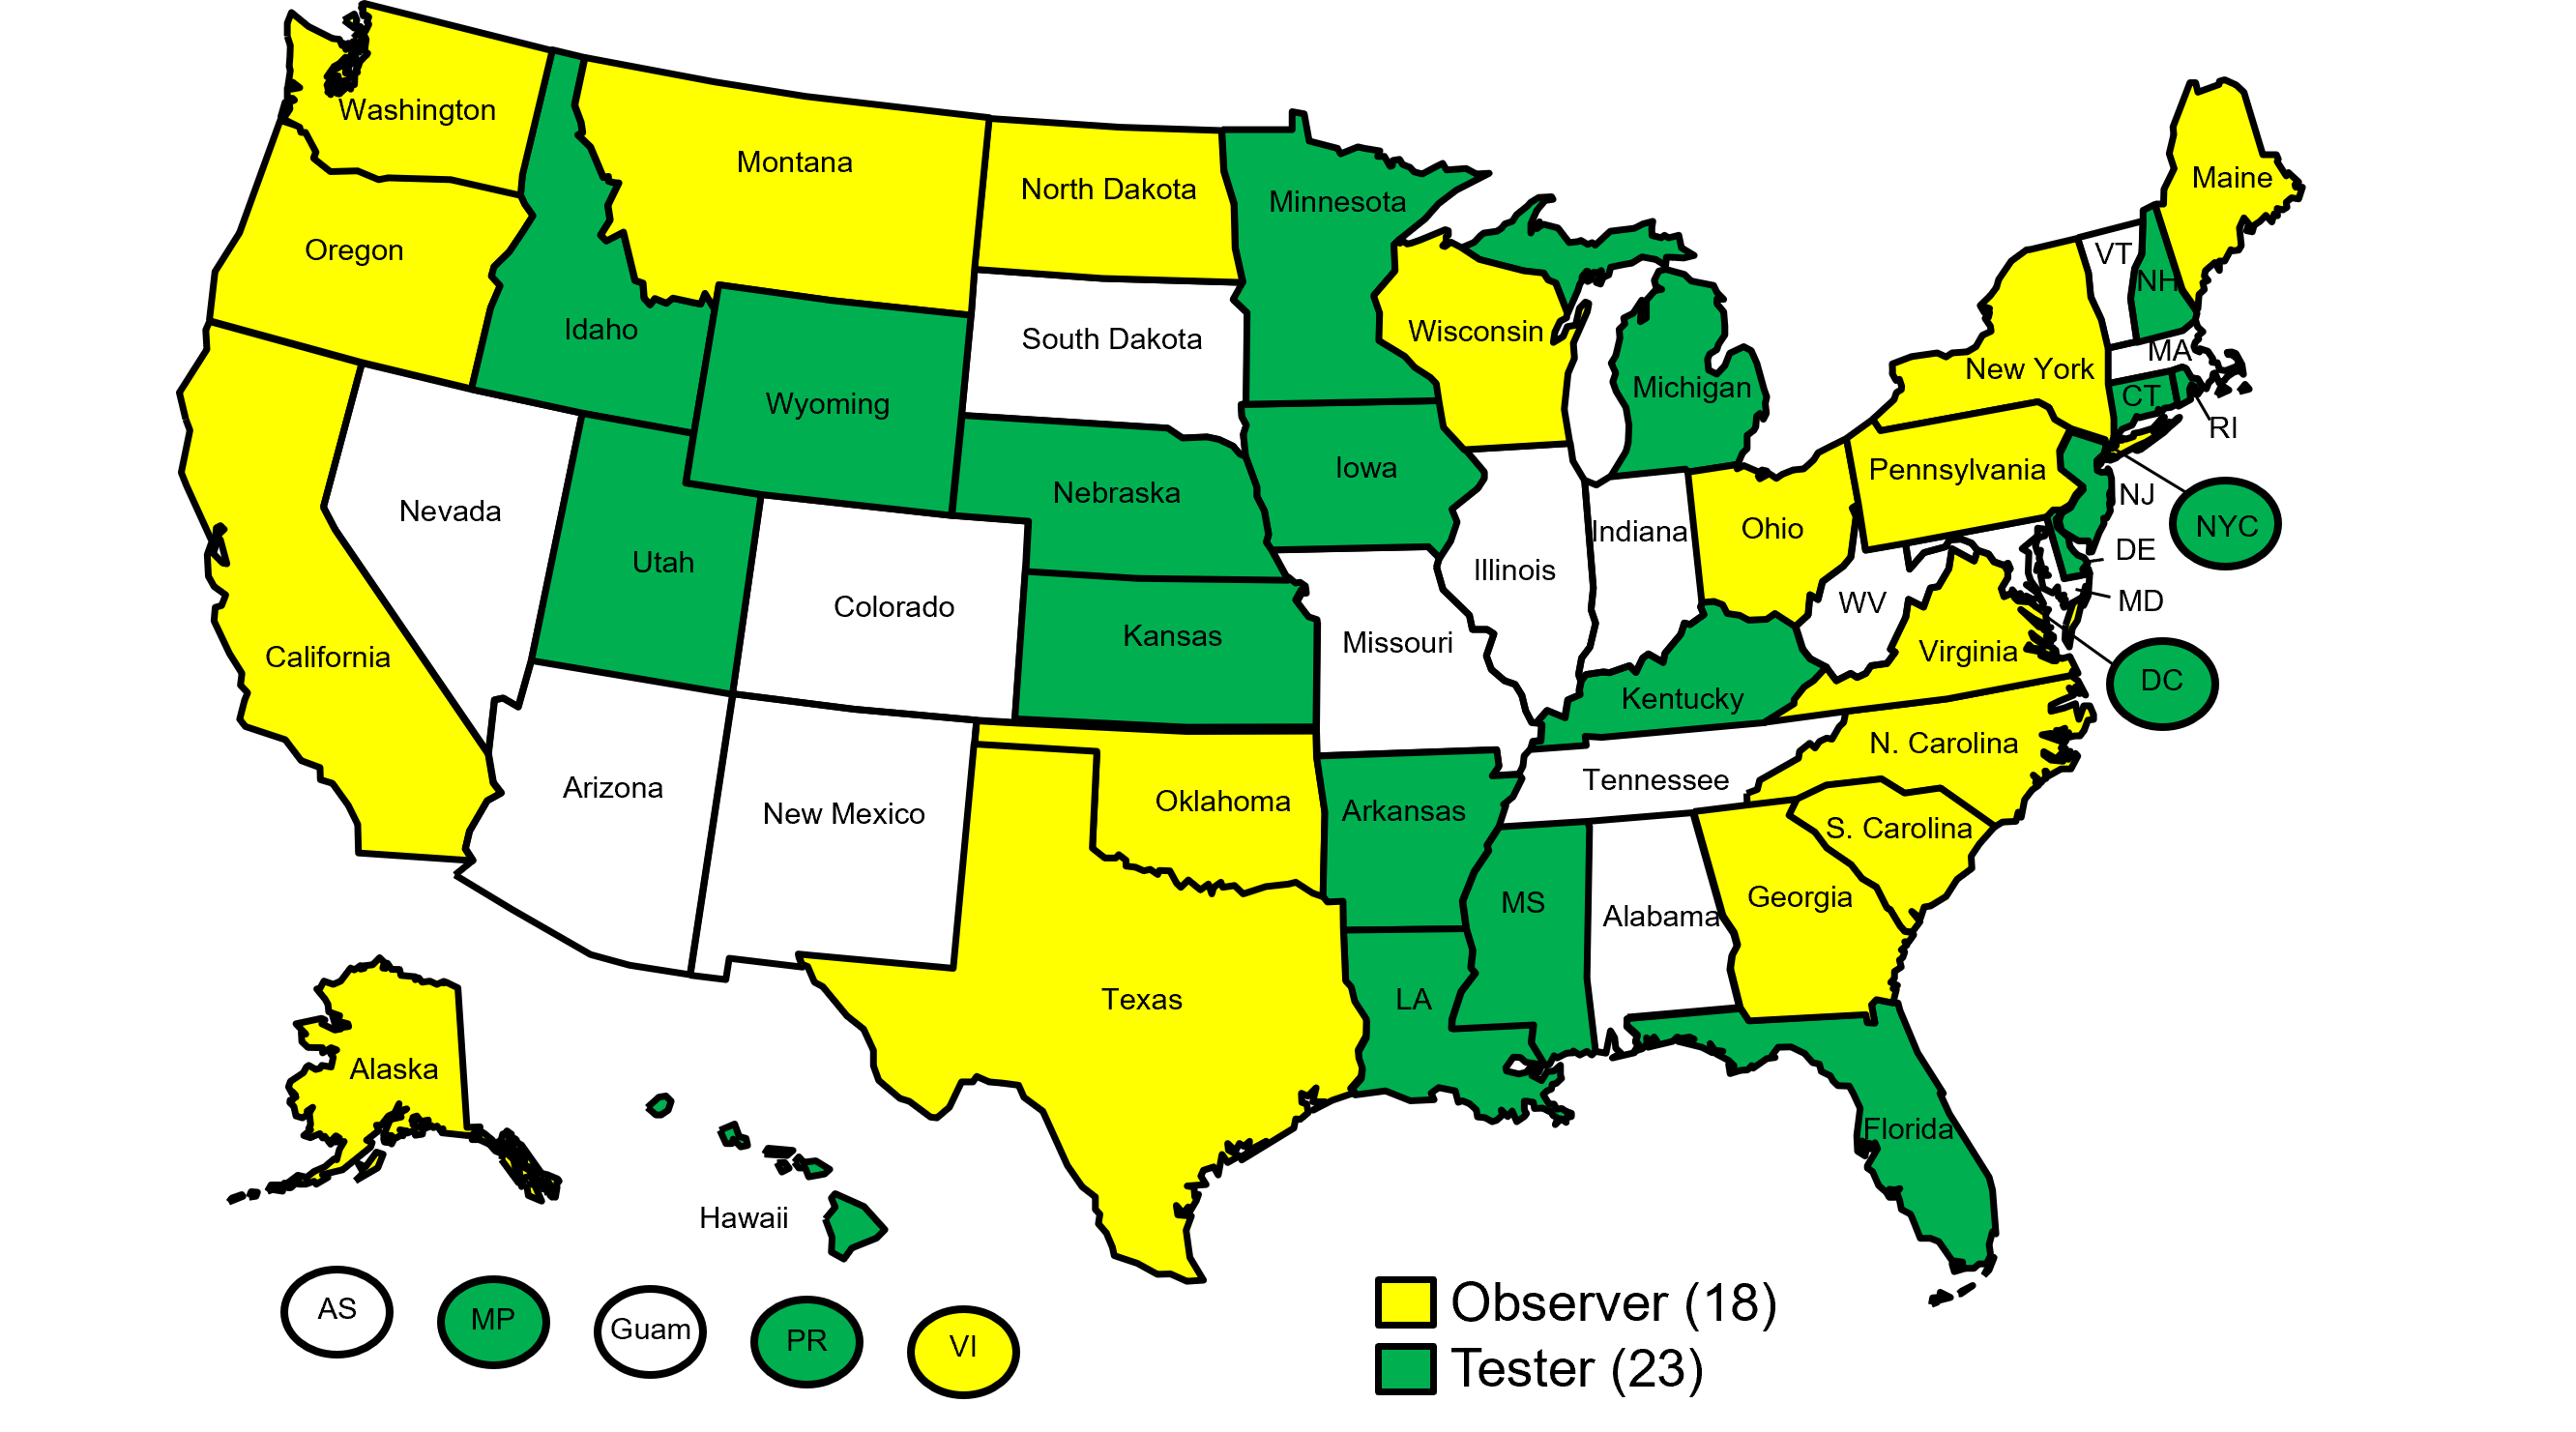 Washington
Montana
North Dakota
Minnesota
Maine
Oregon
VT
NH
Idaho
South Dakota
Wisconsin
MA
New York
Wyoming
Michigan
CT
RI
Iowa
Pennsylvania
Nebraska
NJ
Nevada
NYC
Indiana
Ohio
DE
Utah
Illinois
Colorado
WV
MD
Kansas
Missouri
Virginia
California
DC
Kentucky
N. Carolina
Tennessee
Arizona
Oklahoma
New Mexico
Arkansas
S. Carolina
Georgia
MS
Alabama
Texas
LA
Alaska
Florida
Hawaii
AS
MP
Guam
PR
VI
Observer (18)
Tester (23)